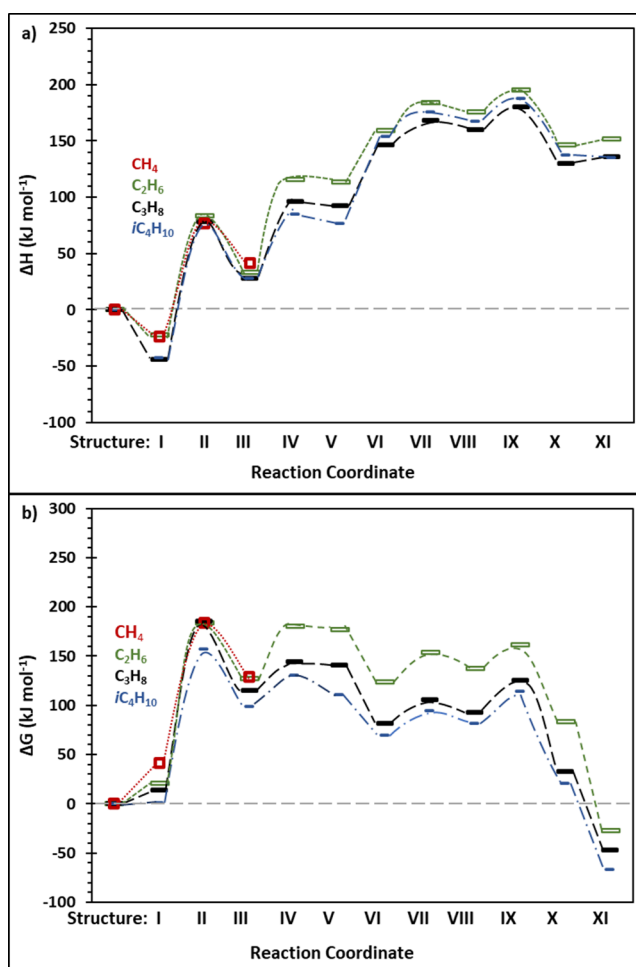 a)
250
200
150
100
50
0
-50
-100
ΔH (kJ mol⁻¹)
CH₄
C₂H₆
C₃H₈
iC₄H₁₀
Structure: I II III IV V VI VII VIII IX X XI
Reaction Coordinate
b)
300
250
200
150
100
50
0
-50
-100
ΔG (kJ mol⁻¹)
CH₄
C₂H₆
C₃H₈
iC₄H₁₀
Structure: I II III IV V VI VII VIII IX X XI
Reaction Coordinate